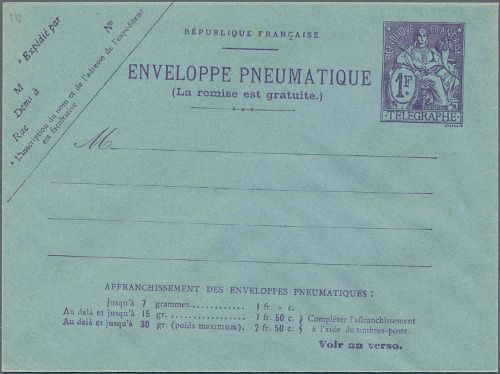 * Expédié par
M
Demt à
Rue
No
* L'inscription du nom et de l'adresse de l'expéditeur
est facultative.
RÉPUBLIQUE FRANÇAISE
ENVELOPPE PNEUMATIQUE
(La remise est gratuite.)
RÉPUBLIQUE FRANÇAISE
1F.
TÉLÉGRAPHE
M
AFFRANCHISSEMENT DES ENVELOPPES PNEUMATIQUES :
Jusqu'à 7 grammes............ 1 fr. » c.
Au delà et jusqu'à 15 gr. ................. 1 fr. 50 c.
Au delà et jusqu'à 30 gr (poids maximum). 2 fr. 50 c.
Compléter l'affranchissement
à l'aide de timbres-poste.
Voir au verso.